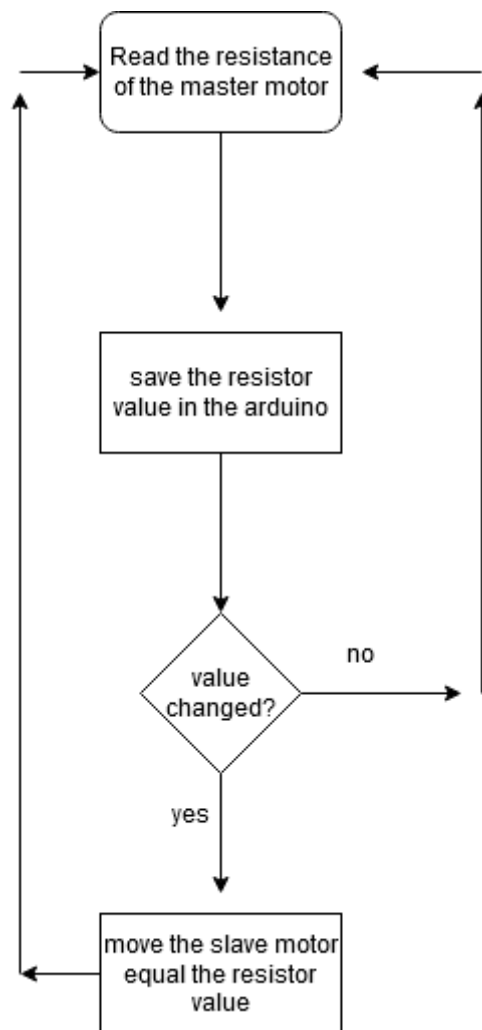 Read the resistance
of the master motor
save the resistor
value in the arduino
value
changed?
no
yes
move the slave motor
equal the resistor
value